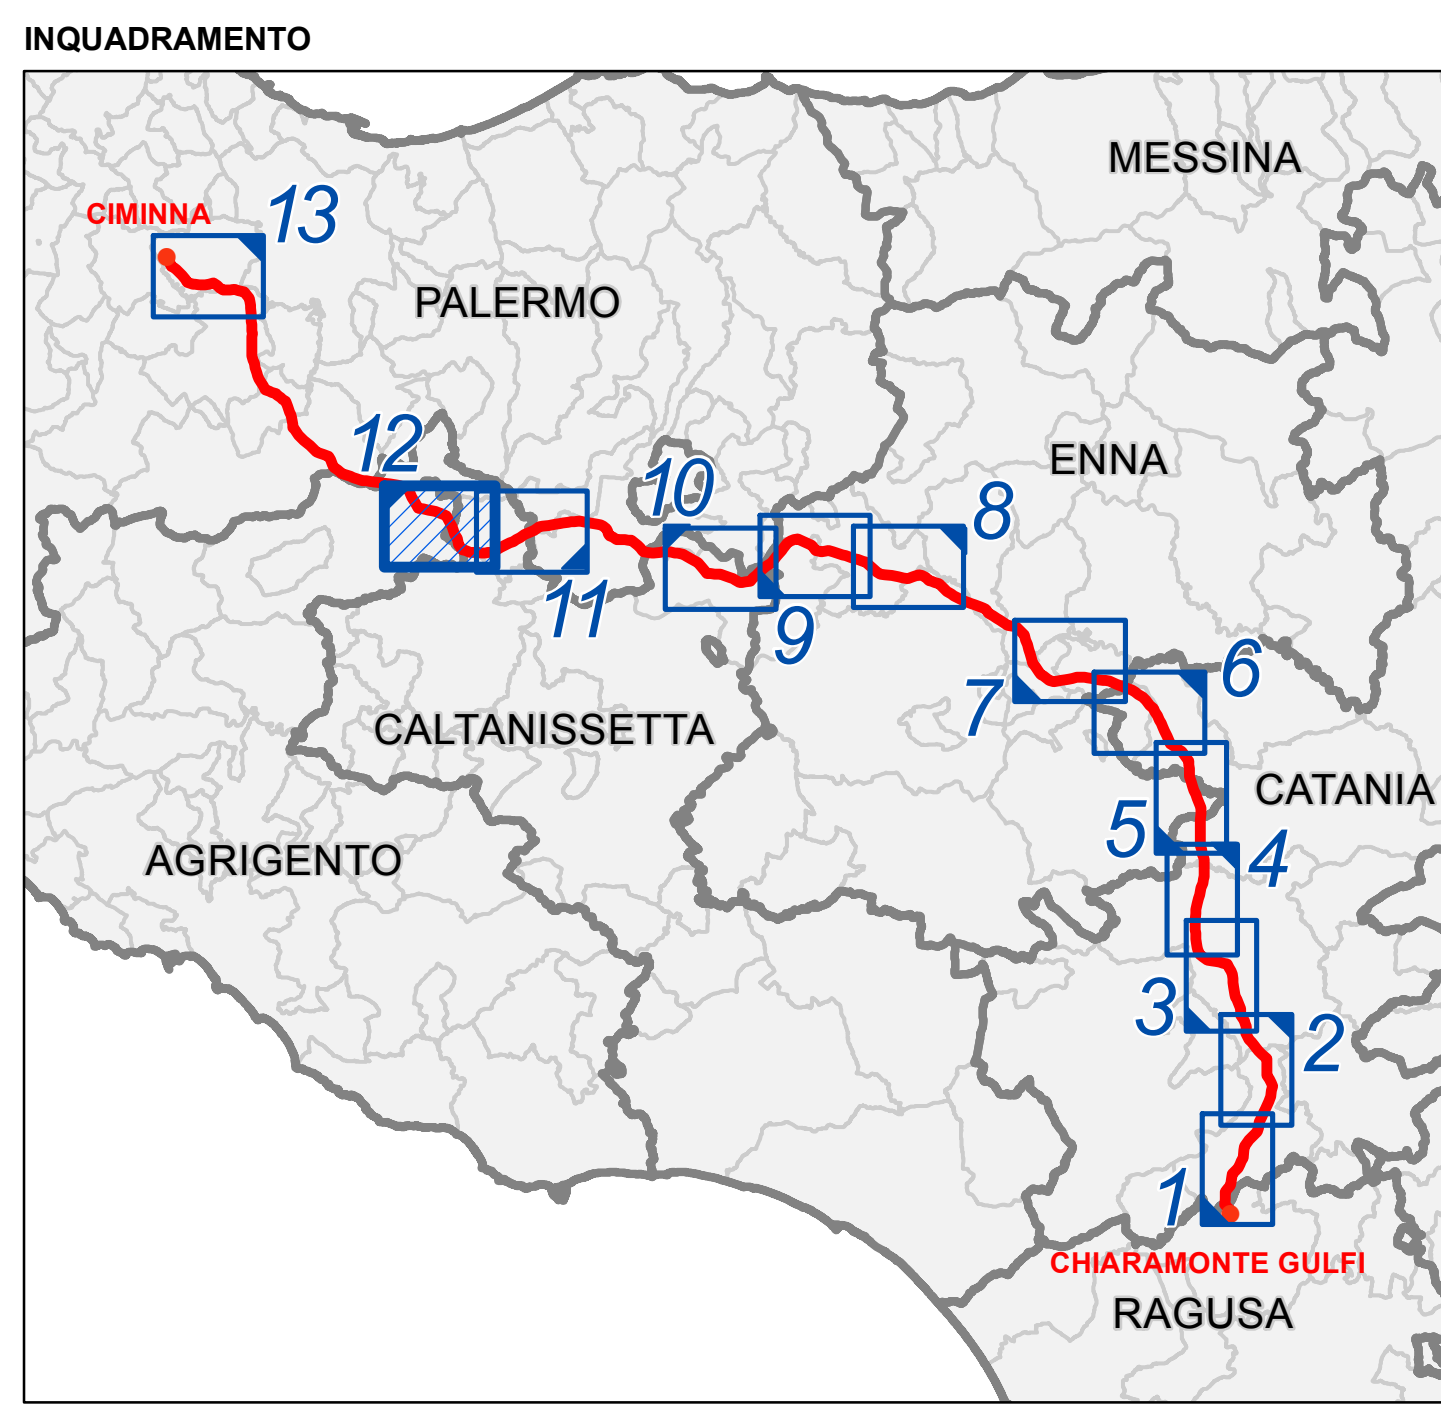 INQUADRAMENTO
MESSINA
CIMINNA
13
PALERMO
12
10
ENNA
8
11
9
6
7
CALTANISSETTA
CATANIA
5
4
AGRIGENTO
3
2
1
CHIARAMONTE GULFI
RAGUSA